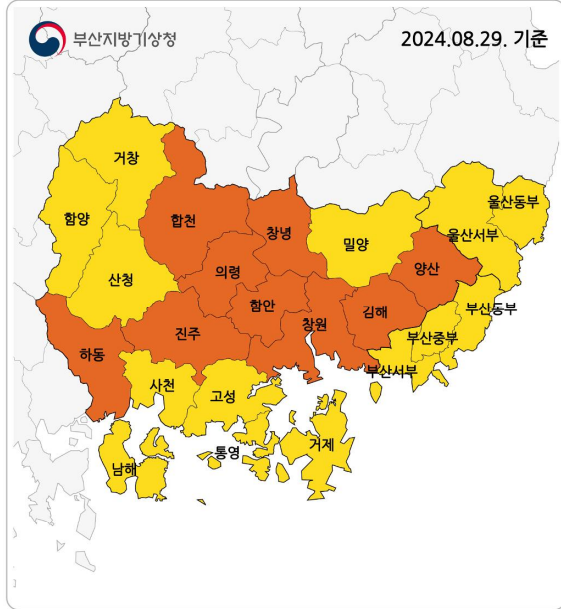 부산지방기상청
2024.08.29. 기준
거창
함양
합천
창녕
울산동부
밀양
울산서부
산청
의령
양산
함안
부산동부
진주
창원
김해
하동
부산중부
부산서부
사천
고성
거제
통영
남해